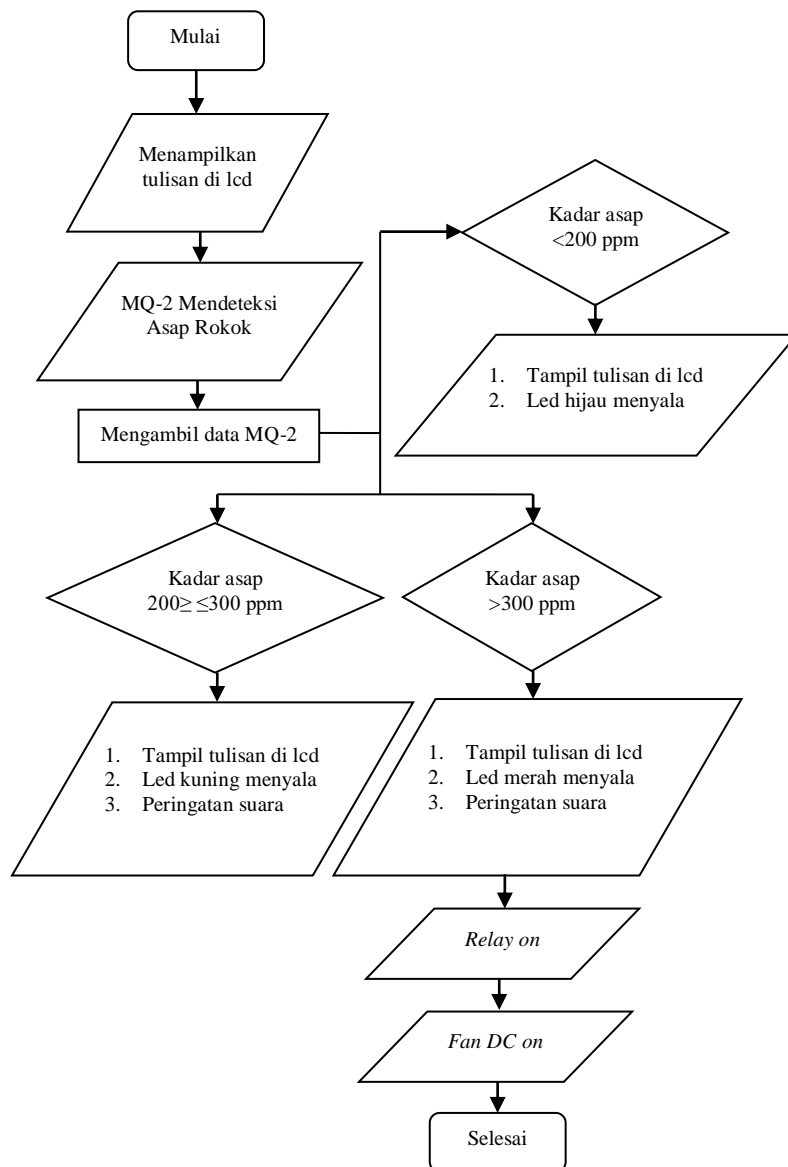 Mulai
Menampilkan
tulisan di lcd
MQ-2 Mendeteksi
Asap Rokok
Mengambil data MQ-2
Kadar asap
<200 ppm
1. Tampil tulisan di lcd
2. Led hijau menyala
Kadar asap
200≥ ≤300 ppm
Kadar asap
>300 ppm
1. Tampil tulisan di lcd
2. Led kuning menyala
3. Peringatan suara
1. Tampil tulisan di lcd
2. Led merah menyala
3. Peringatan suara
Relay on
Fan DC on
Selesai